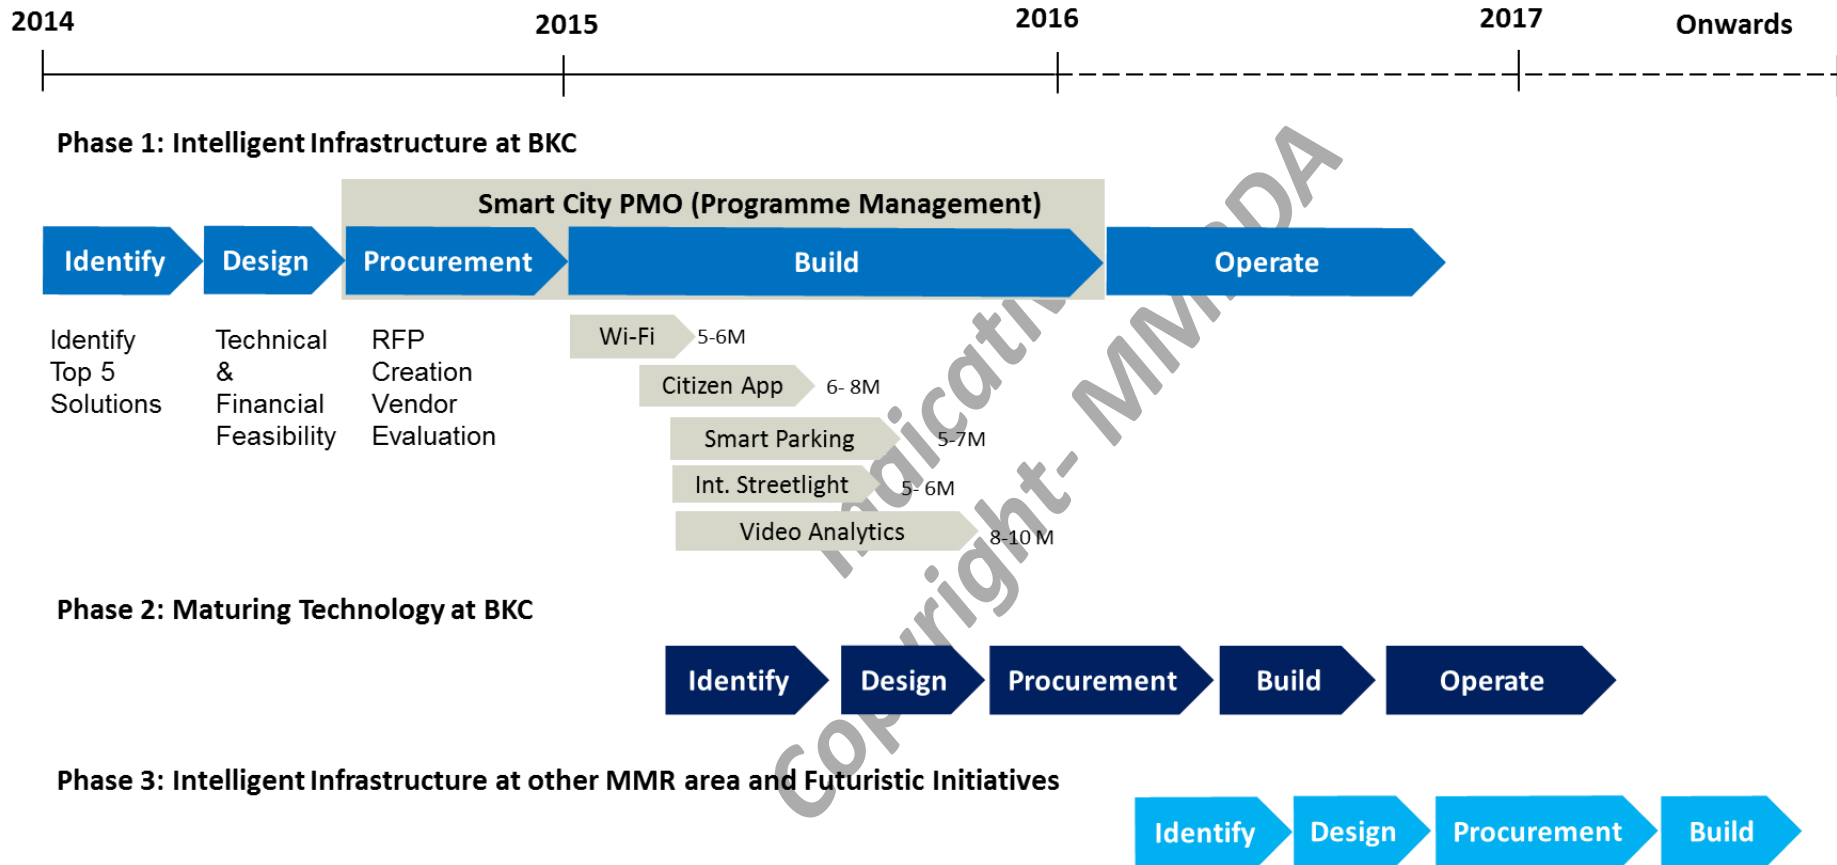 2014
2015
2016
2017
Onwards
Phase 1: Intelligent Infrastructure at BKC
Smart City PMO (Programme Management)
Identify
Design
Procurement
Build
Operate
Identify
Top 5
Solutions
Technical
&
Financial
Feasibility
RFP
Creation
Vendor
Evaluation
Wi-Fi
5-6M
Citizen App
6- 8M
Smart Parking
5-7M
Int. Streetlight
5- 6M
Video Analytics
8-10 M
Phase 2: Maturing Technology at BKC
Identify
Design
Procurement
Build
Operate
Phase 3: Intelligent Infrastructure at other MMR area and Futuristic Initiatives
Identify
Design
Procurement
Build
Copyright- MMRDA